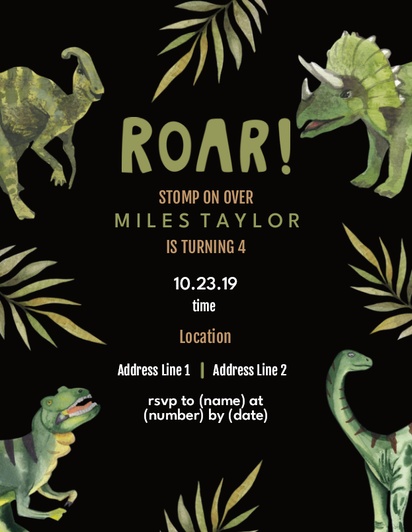 ROAR!
STOMP ON OVER
MILES TAYLOR
IS TURNING 4
10.23.19
time
Location
Address Line 1 | Address Line 2
rsvp to (name) at
(number) by (date)